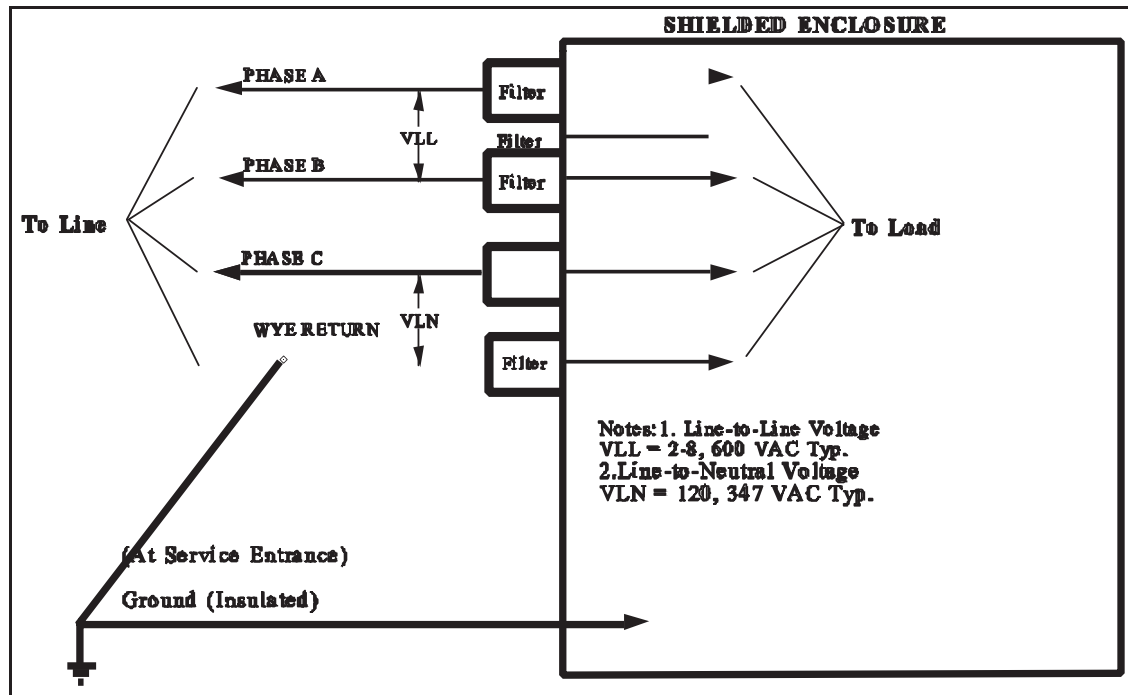 SHIELDED ENCLOSURE
PHASE A
Filter
VLL
Filter
PHASE B
Filter
To Line
To Load
PHASE C
VLN
WYE RETURN
Filter
Notes:1. Line-to-Line Voltage
VLL = 2-8, 600 VAC Typ.
2.Line-to-Neutral Voltage
VLN = 120, 347 VAC Typ.
(At Service Entrance)
Ground (Insulated)